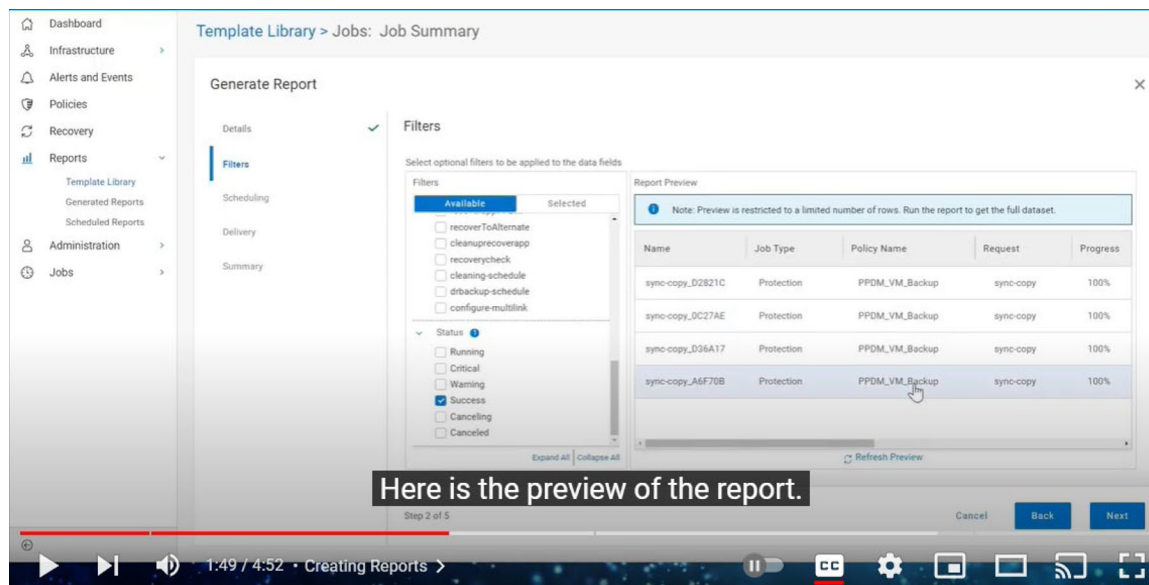 Dashboard
Infrastructure
Alerts and Events
Policies
Recovery
Reports
Template Library
Generated Reports
Scheduled Reports
Administration
Jobs
Template Library > Jobs: Job Summary
Generate Report
Details
Filters
Scheduling
Delivery
Summary
Filters
Select optional filters to be applied to the data fields
Filters
Available Selected
recoverToAlternate
cleanuprecoverapp
recoverycheck
cleaning-schedule
drbackup-schedule
configure-multilink
Status
Running
Critical
Warning
Success
Canceling
Canceled
Expand All Collapse All
Report Preview
Note: Preview is restricted to a limited number of rows. Run the report to get the full dataset.
Name Job Type Policy Name Request Progress
sync-copy_D2821C Protection PPDM_VM_Backup sync-copy 100%
sync-copy_0C27AE Protection PPDM_VM_Backup sync-copy 100%
sync-copy_D36A17 Protection PPDM_VM_Backup sync-copy 100%
sync-copy_A6F70B Protection PPDM_VM_Backup sync-copy 100%
Refresh Preview
Here is the preview of the report.
Step 2 of 5
Cancel Back Next
1:49 / 4:52 • Creating Reports >
CC